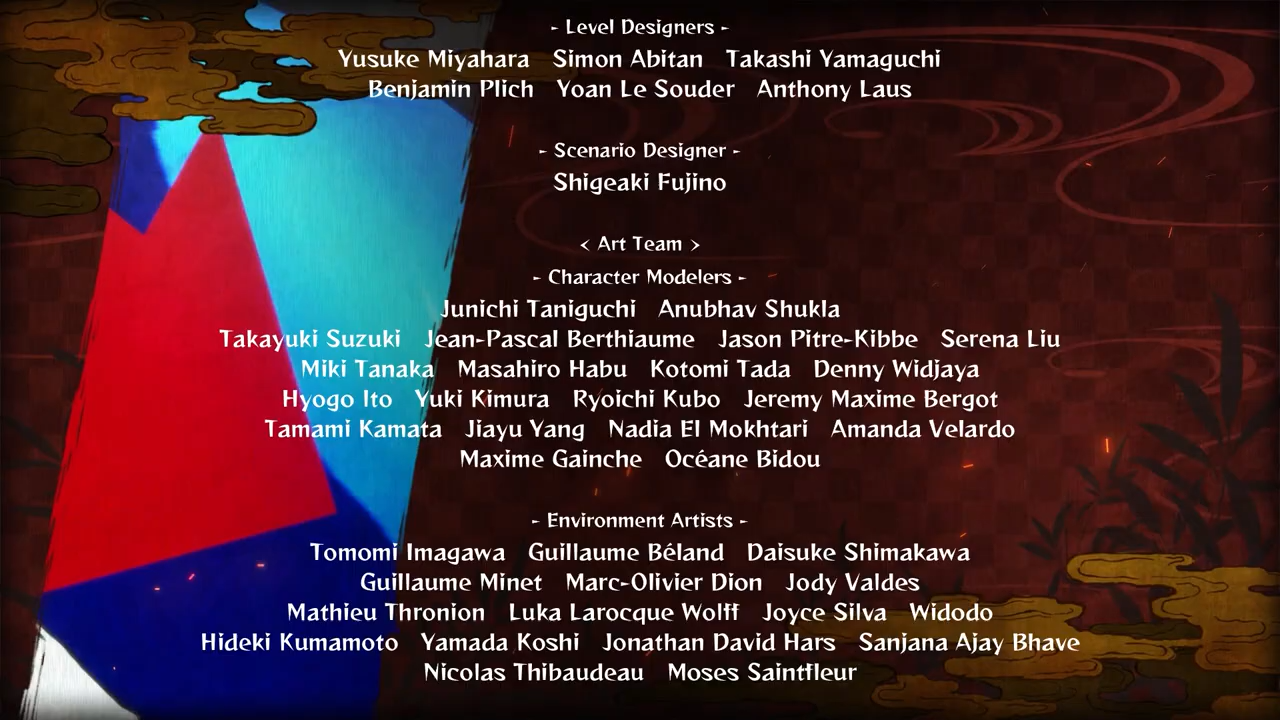 - Level Designers -
Yusuke Miyahara Simon Abitan Takashi Yamaguchi
Benjamin Plich Yoan Le Souder Anthony Laus
- Scenario Designer -
Shigeaki Fujino
< Art Team >
- Character Modelers -
Junichi Taniguchi Anubhav Shukla
Takayuki Suzuki Jean-Pascal Berthiaume Jason Pitre-Kibbe Serena Liu
Miki Tanaka Masahiro Habu Kotomi Tada Denny Widjaya
Hyogo Ito Yuki Kimura Ryoichi Kubo Jeremy Maxime Bergot
Tamami Kamata Jiayu Yang Nadia El Mokhtari Amanda Velardo
Maxime Gainche Océane Bidou
- Environment Artists -
Tomomi Imagawa Guillaume Béland Daisuke Shimakawa
Guillaume Minet Marc-Olivier Dion Jody Valdes
Mathieu Thronion Luka Larocque Wolff Joyce Silva Widodo
Hideki Kumamoto Yamada Koshi Jonathan David Hars Sanjana Ajay Bhave
Nicolas Thibaudeau Moses Saintfleur